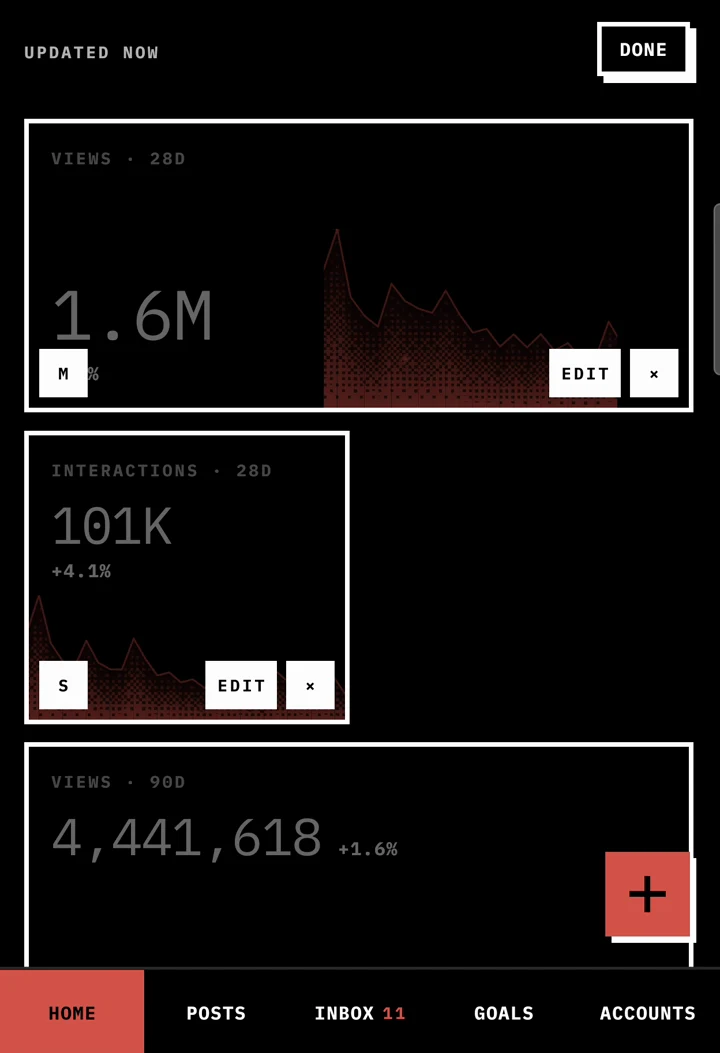 UPDATED NOW
DONE
VIEWS · 28D
1.6M
M
%
EDIT
×
INTERACTIONS · 28D
101K
+4.1%
S
EDIT
×
VIEWS · 90D
4,441,618 +1.6%
+
HOME
POSTS
INBOX 11
GOALS
ACCOUNTS